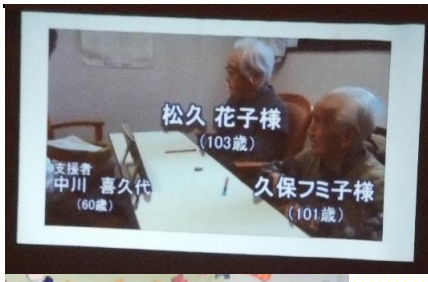 松久 花子様
（103歳）
支援者
中川 喜久代
（60歳）
久保フミ子様
（101歳）